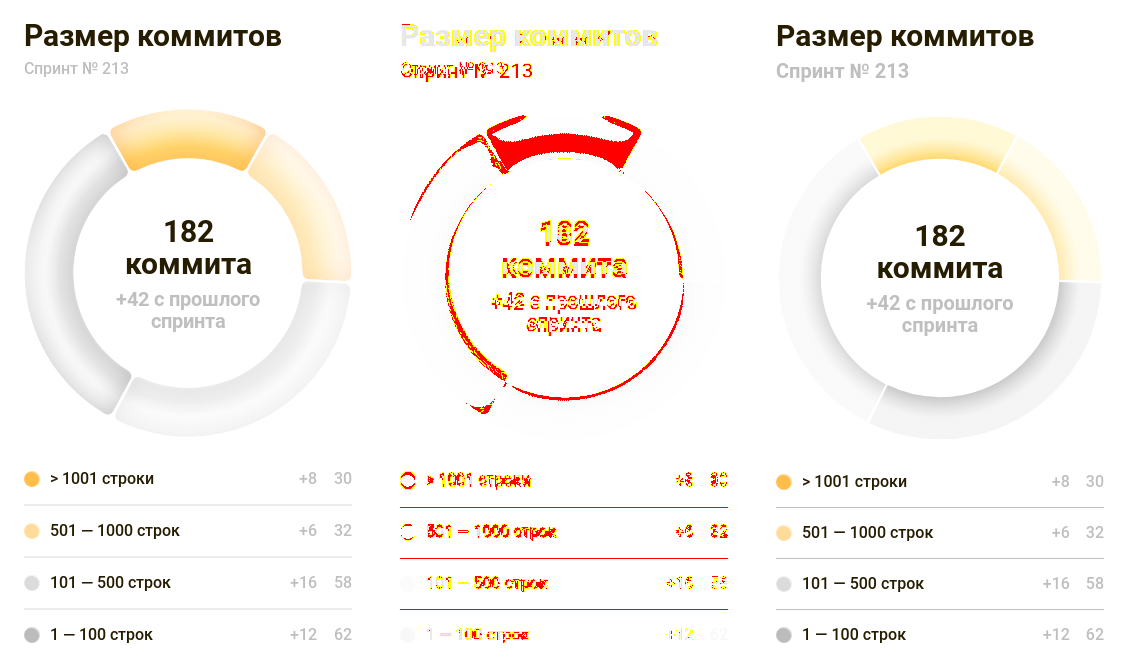 Размер коммитов
Спринт № 213
182
коммита
+42 с прошлого
спринта
> 1001 строки +8 30
501 — 1000 строк +6 32
101 — 500 строк +16 58
1 — 100 строк +12 62
Размер коммитов
Спринт № 213
182
коммита
+42 с прошлого
спринта
> 1001 строки +8 30
501 — 1000 строк +6 32
101 — 500 строк +16 58
1 — 100 строк +12 62
Размер коммитов
Спринт № 213
182
коммита
+42 с прошлого
спринта
> 1001 строки +8 30
501 — 1000 строк +6 32
101 — 500 строк +16 58
1 — 100 строк +12 62